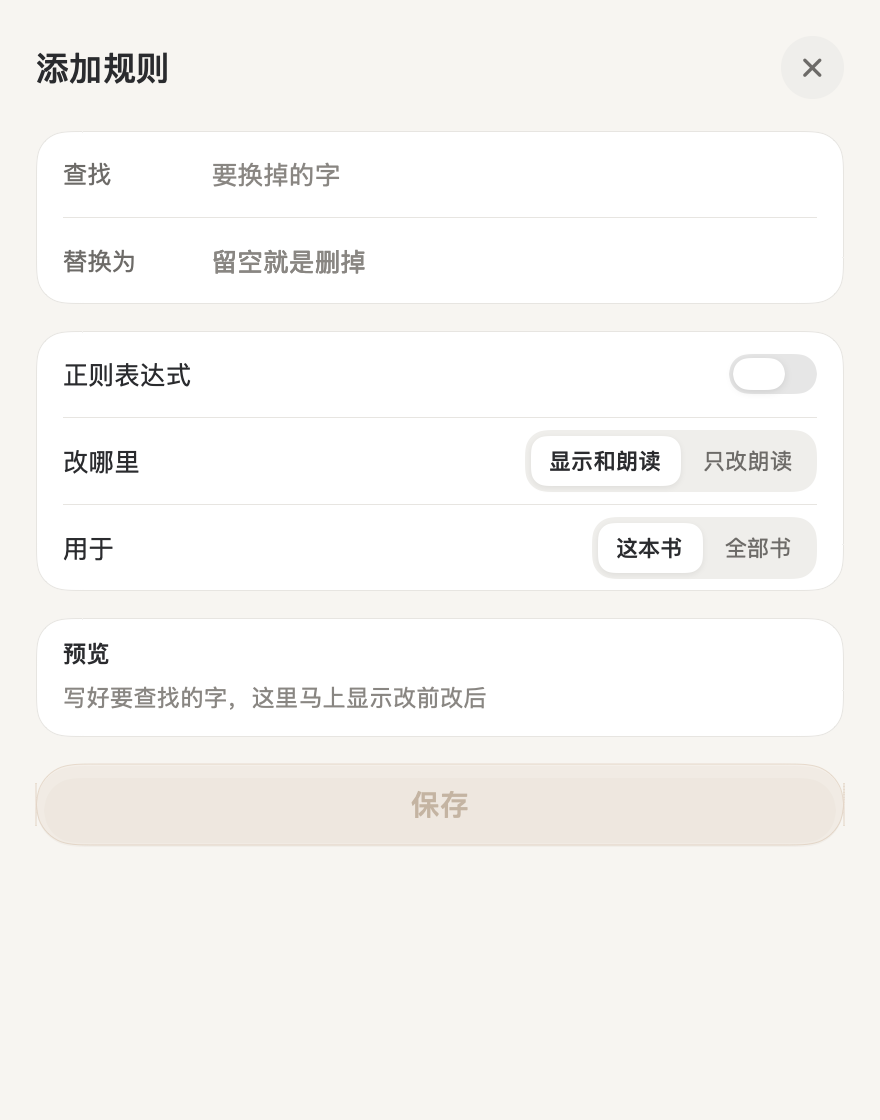 添加规则
查找 要换掉的字
替换为 留空就是删掉
正则表达式
改哪里 显示和朗读 只改朗读
用于 这本书 全部书
预览
写好要查找的字，这里马上显示改前改后
保存